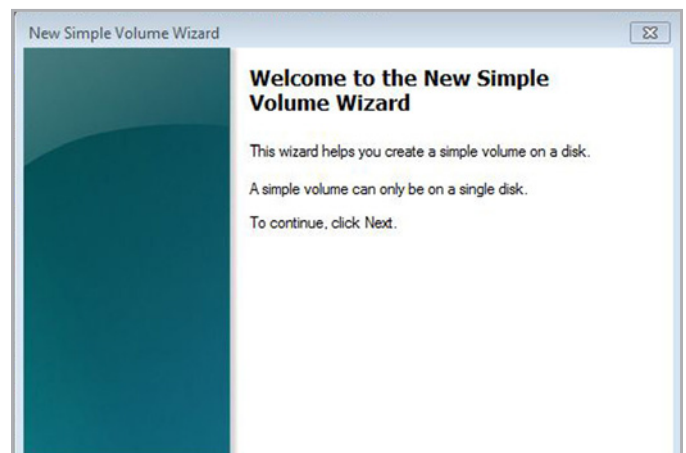 New Simple Volume Wizard
Welcome to the New Simple
Volume Wizard
This wizard helps you create a simple volume on a disk.
A simple volume can only be on a single disk.
To continue, click Next.